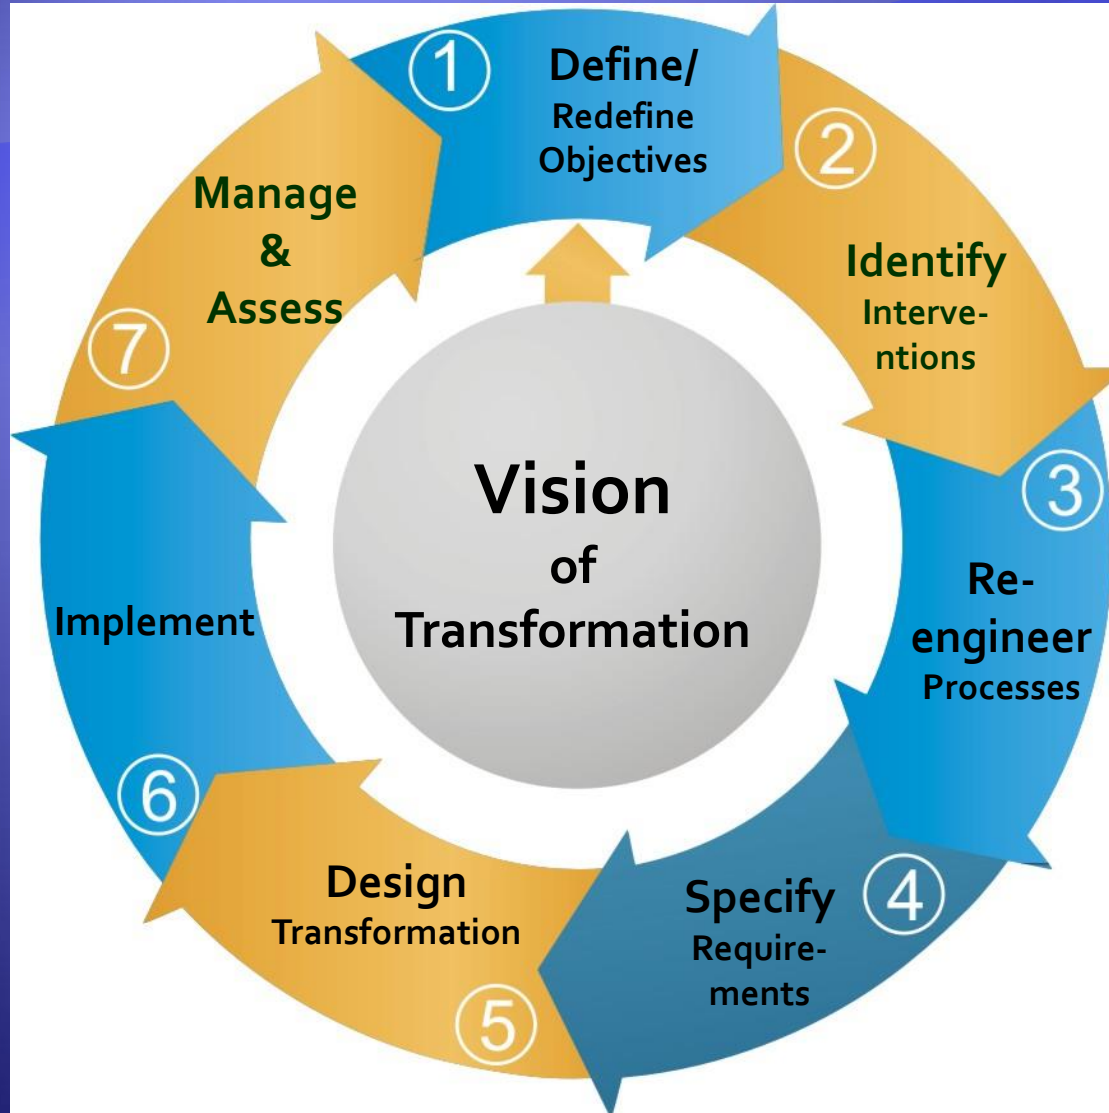 1
Define/
Redefine
Objectives
2
Identify
Interve-
ntions
3
Re-
engineer
Processes
4
Specify
Require-
ments
5
Design
Transformation
6
Implement
7
Manage
&
Assess
Vision
of
Transformation